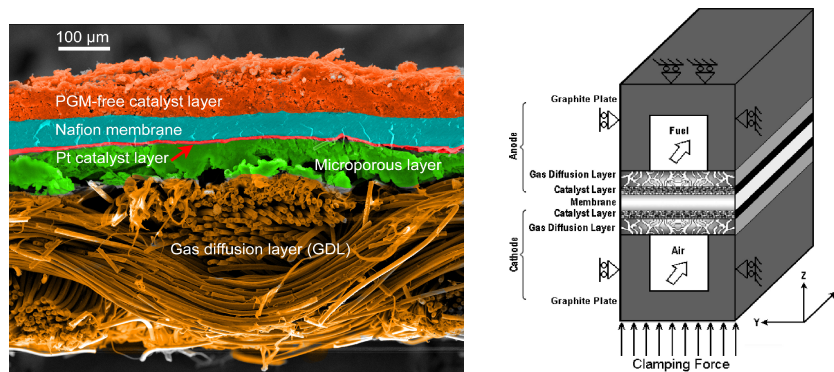 100 µm
PGM-free catalyst layer
Nafion membrane
Pt catalyst layer
Microporous layer
Gas diffusion layer (GDL)
Graphite Plate
Anode
Fuel
Gas Diffusion Layer
Catalyst Layer
Membrane
Catalyst Layer
Gas Diffusion Layer
Cathode
Air
Graphite Plate
Z
Y
Clamping Force